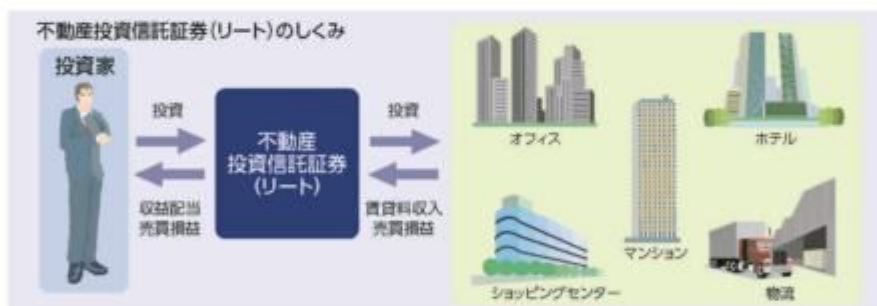 不動産投資信託証券(リート)のしくみ
投資家
投資
収益配当
売買損益
不動産
投資信託証券
(リート)
投資
賃貸料収入
売買損益
オフィス
ホテル
マンション
ショッピングセンター
物流